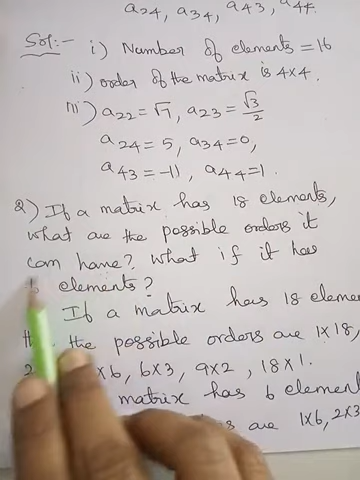 a24, a34, a43, a44.
Sol:- i) Number of elements = 16
ii) order of the matrix is 4×4.
iii) a22 = √7, a23 = √3/2
a24 = 5, a34 = 0,
a43 = -11, a44 = 1.
2) If a matrix has 18 elements,
what are the possible orders it
can have? What if it has
elements?
If a matrix has 18 eleme
the possible orders are 1×18,
×6, 6×3, 9×2, 18×1.
matrix has 6 elem
are 1×6, 2×3